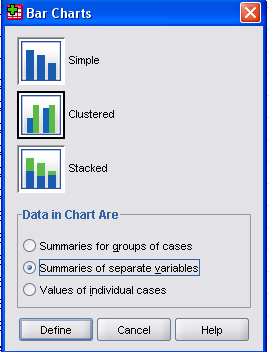 Bar Charts
Simple
Clustered
Stacked
Data in Chart Are
Summaries for groups of cases
Summaries of separate variables
Values of individual cases
Define
Cancel
Help